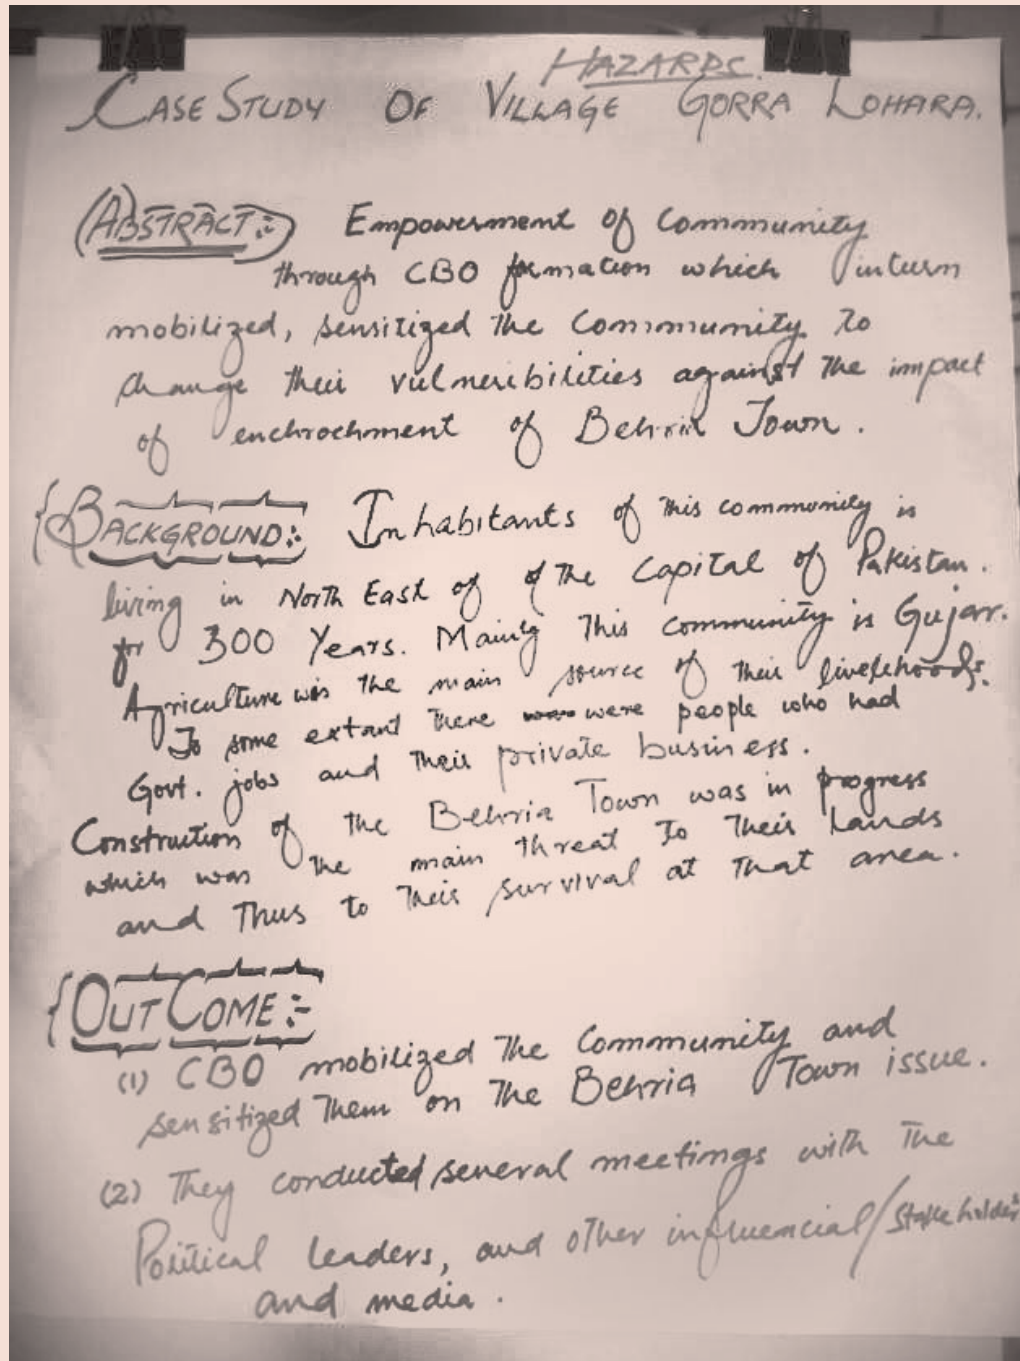 HAZARDS.
CASE STUDY OF VILLAGE GORRA LOHARA.
(ABSTRACT:-) Empowerment of Community
through CBO formation which inturn
mobilized, sensitized the Community To
change their vulneribilities against The impact
of enchrochment of Behria Town.
{BACKGROUND:- Inhabitants of This community is
living in North East of of The Capital of Pakistan.
for 300 Years. Mainly This community is Gujarr.
Agriculture was The main source of Their livelihoods.
To some extant There were people who had
Govt. jobs and Their private business.
Construction of The Behria Town was in progress
which was The main threat To Their Lands
and Thus to Their survival at That area.
{OUT COME:-
(1) CBO mobilized The Community and
sensitized Them on The Behria Town issue.
(2) They conducted several meetings with The
Political leaders, and other influencial/stakeholder
and media.